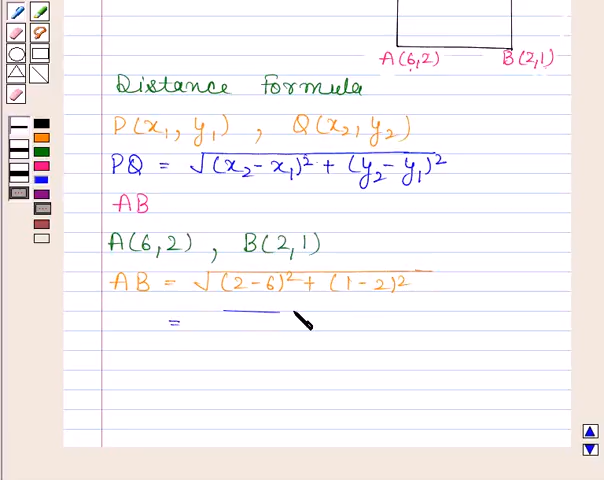 A(6,2) B(2,1)
Distance Formula
P(x₁, y₁) , Q(x₂, y₂)
PQ = √(x₂-x₁)² + (y₂-y₁)²
AB
A(6,2) , B(2,1)
AB = √(2-6)² + (1-2)²
=